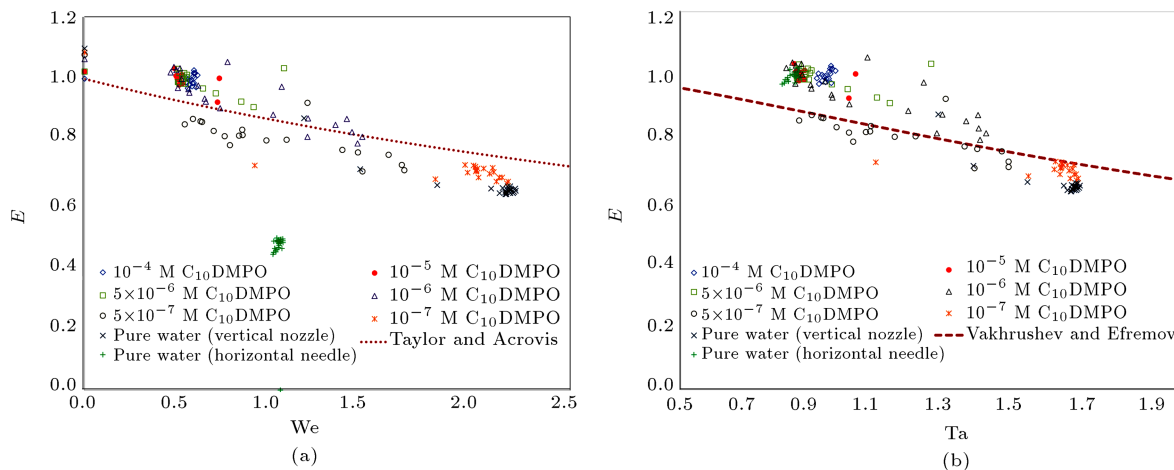 1.2
1.0
0.8
0.6
0.4
0.2
0.0
E
0.0 0.5 1.0 1.5 2.0 2.5
We
(a)
10⁻⁴ M C₁₀DMPO
5×10⁻⁶ M C₁₀DMPO
5×10⁻⁷ M C₁₀DMPO
Pure water (vertical nozzle)
Pure water (horizontal needle)
10⁻⁵ M C₁₀DMPO
10⁻⁶ M C₁₀DMPO
10⁻⁷ M C₁₀DMPO
Taylor and Acrovis
1.2
1.0
0.8
0.6
0.4
0.2
0.0
E
0.5 0.7 0.9 1.1 1.3 1.5 1.7 1.9
Ta
(b)
10⁻⁴ M C₁₀DMPO
5×10⁻⁶ M C₁₀DMPO
5×10⁻⁷ M C₁₀DMPO
Pure water (vertical nozzle)
Pure water (horizontal needle)
10⁻⁵ M C₁₀DMPO
10⁻⁶ M C₁₀DMPO
10⁻⁷ M C₁₀DMPO
Vakhrushev and Efremov